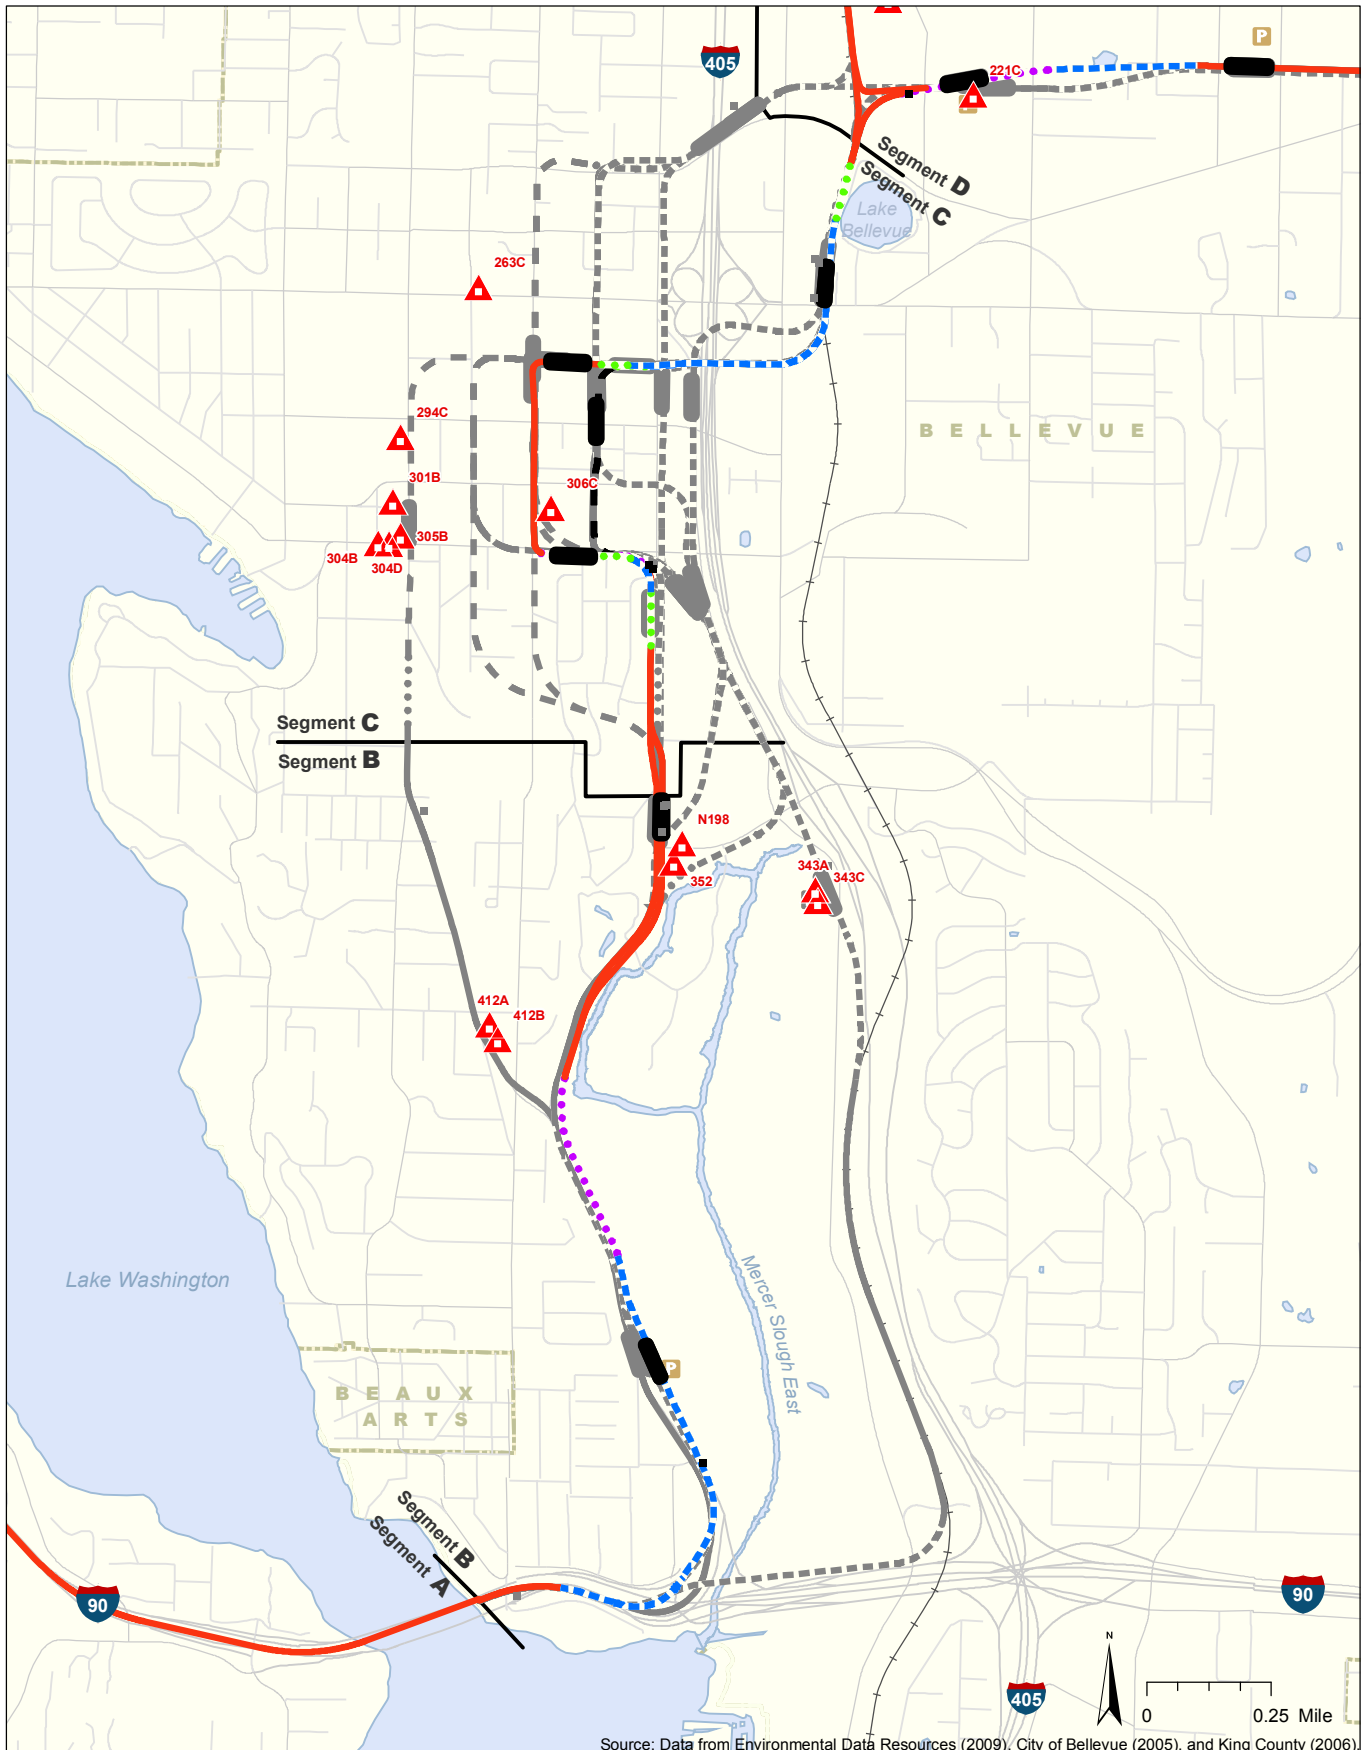 P
405
221C
Segment D
Segment C
Lake
Bellevue
263C
294C
BELLEVUE
301B
306C
305B
304B
304D
Segment C
Segment B
N198
352
343A
343C
412A
412B
Lake Washington
Mercer Slough East
P
BEAUX
ARTS
Segment B
Segment A
90
90
N
405
0 0.25 Mile
Source: Data from Environmental Data Resources (2009), City of Bellevue (2005), and King County (2006).